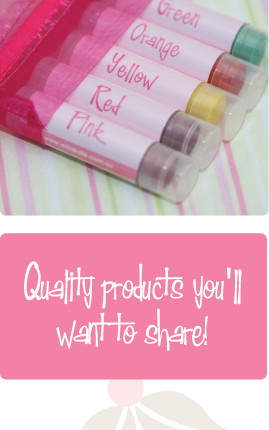 Green
Orange
Yellow
Red
Pink
Quality products you'll
want to share!